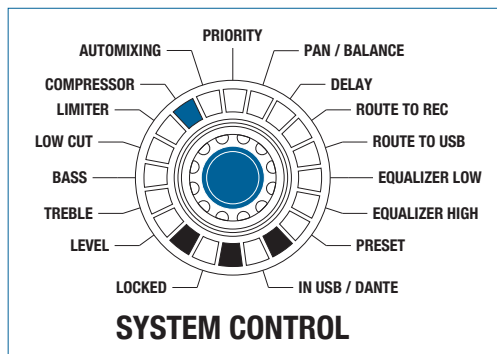 PRIORITY
AUTOMIXING
PAN / BALANCE
COMPRESSOR
DELAY
LIMITER
ROUTE TO REC
LOW CUT
ROUTE TO USB
BASS
EQUALIZER LOW
TREBLE
EQUALIZER HIGH
LEVEL
PRESET
LOCKED
IN USB / DANTE
SYSTEM CONTROL